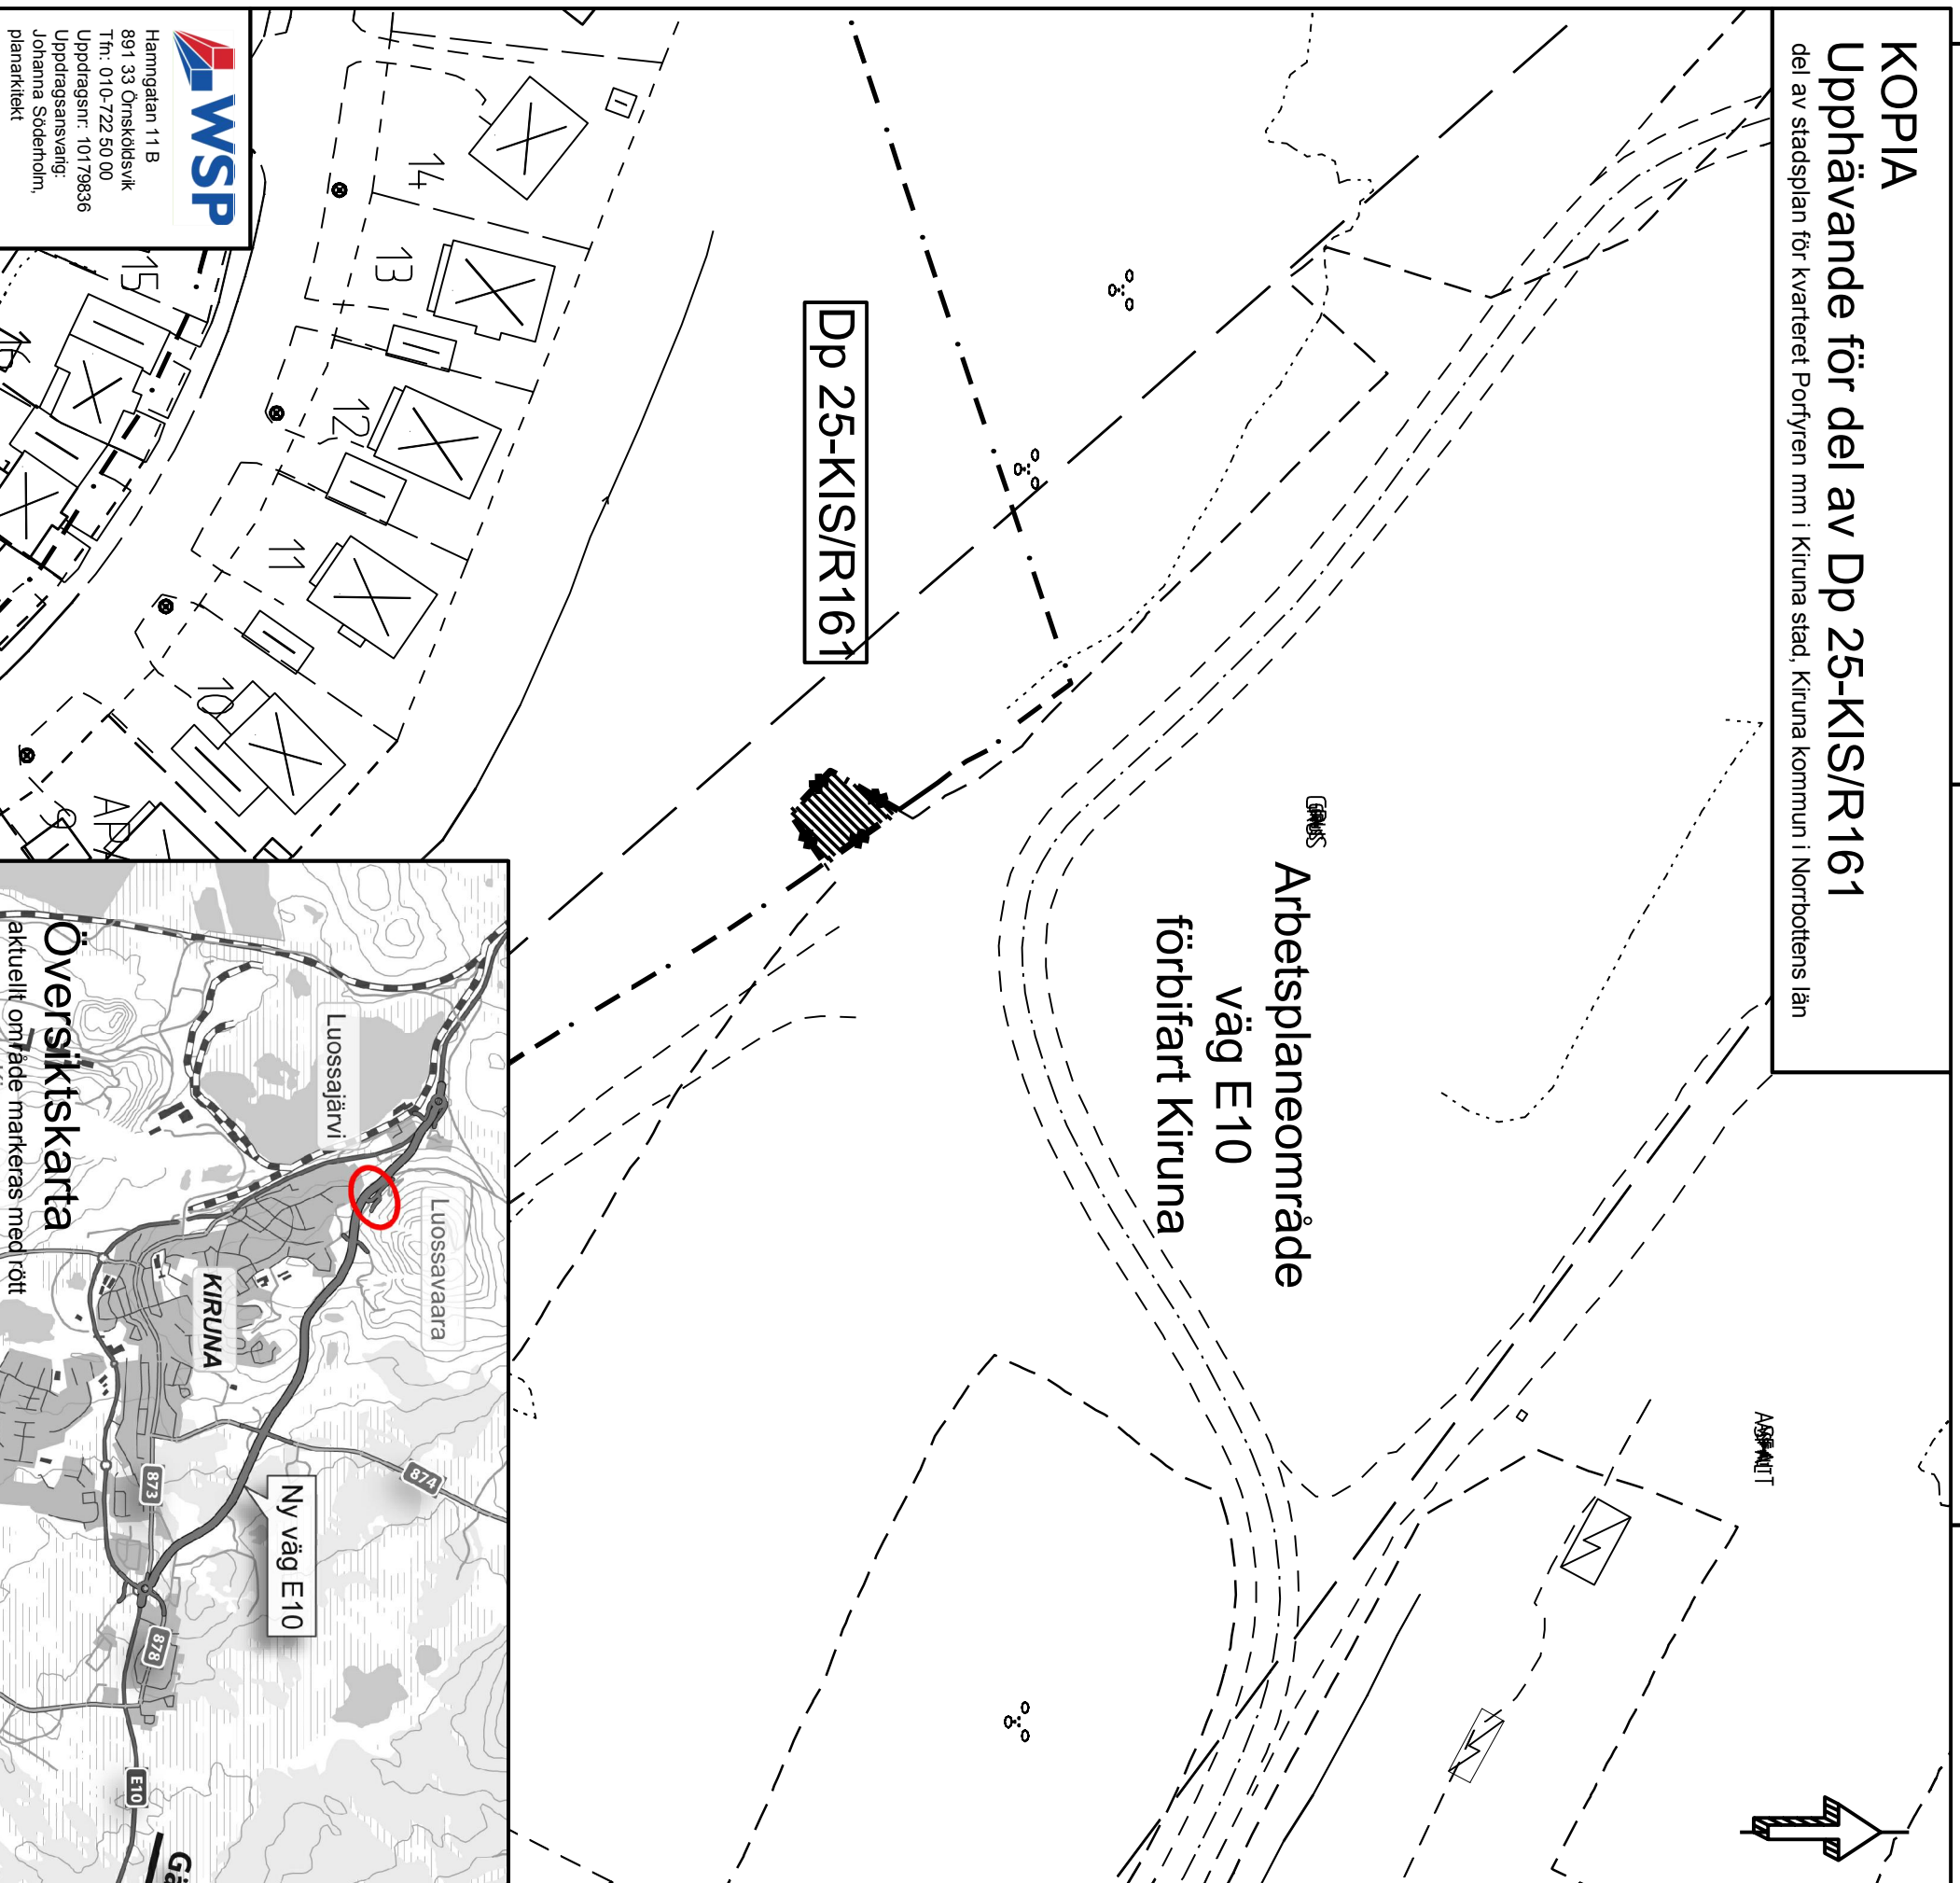 KOPIA
Upphävande för del av Dp 25-KIS/R161
del av stadsplan för kvarteret Porfyren mm i Kiruna stad, Kiruna kommun i Norrbottens län
Arbetsplaneområde
väg E10
förbifart Kiruna
Dp 25-KIS/R161
14
13
12
11
10
9
15
16
WSP
Hamngatan 11 B
891 33 Örnsköldsvik
Tfn: 010-722 50 00
Uppdragsnr: 10179836
Uppdragsansvarig:
Johanna Söderholm,
planarkitekt
Luossajärvi
Luossavaara
KIRUNA
Ny väg E10
874
873
878
E10
Översiktskarta
aktuellt område markeras med rött